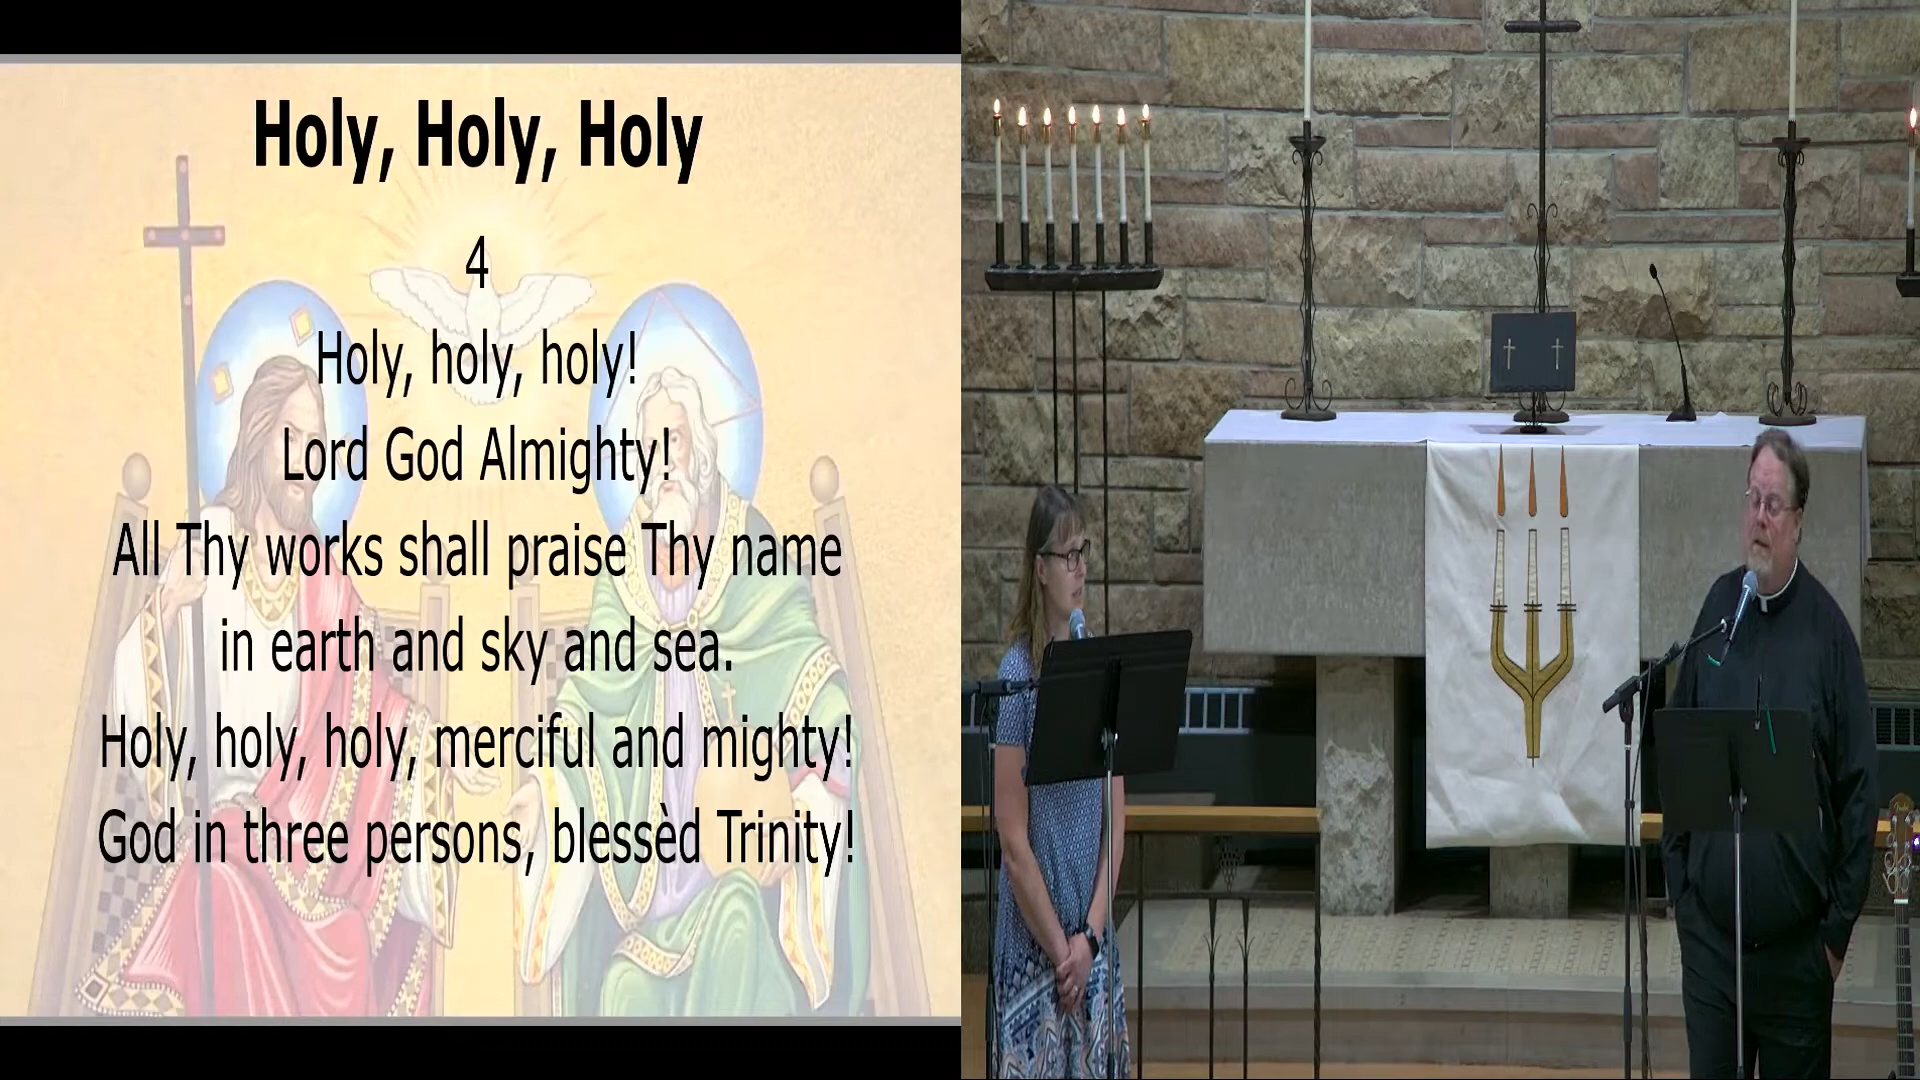 Holy, Holy, Holy
4
Holy, holy, holy!
Lord God Almighty!
All Thy works shall praise Thy name
in earth and sky and sea.
Holy, holy, holy, merciful and mighty!
God in three persons, blessèd Trinity!